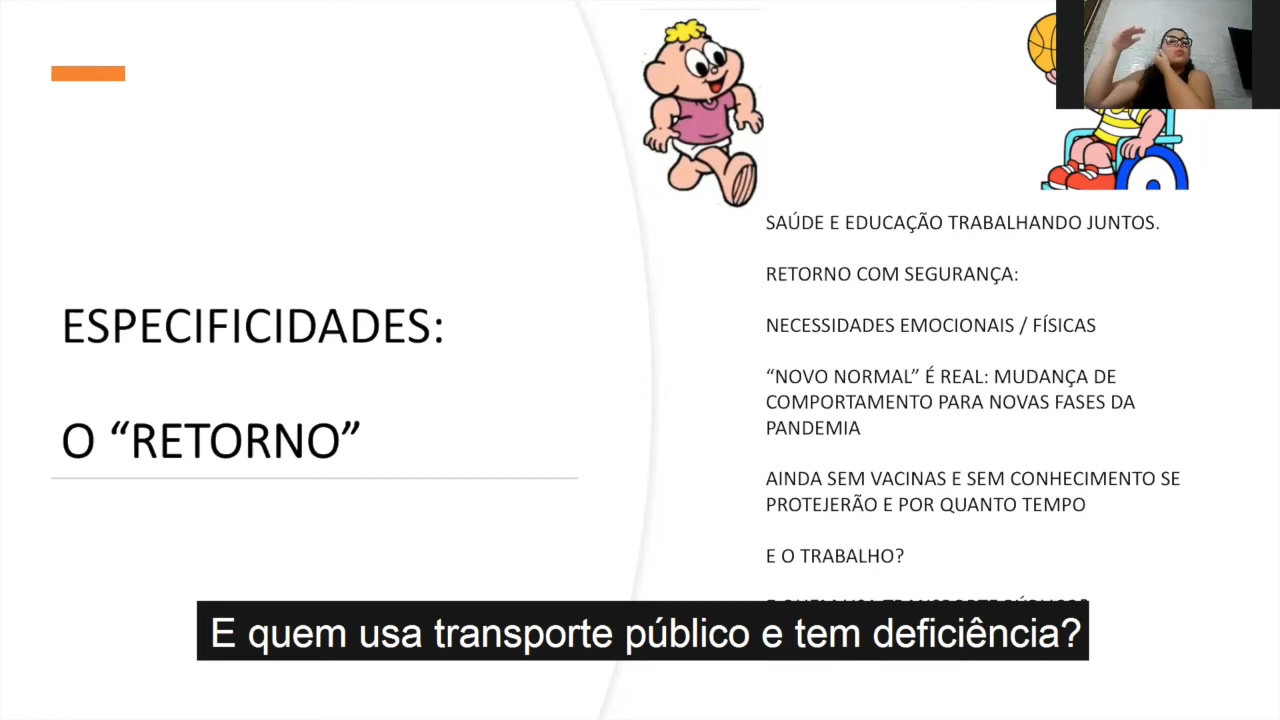 ESPECIFICIDADES:
O “RETORNO”
SAÚDE E EDUCAÇÃO TRABALHANDO JUNTOS.
RETORNO COM SEGURANÇA:
NECESSIDADES EMOCIONAIS / FÍSICAS
“NOVO NORMAL” É REAL: MUDANÇA DE
COMPORTAMENTO PARA NOVAS FASES DA
PANDEMIA
AINDA SEM VACINAS E SEM CONHECIMENTO SE
PROTEJERÃO E POR QUANTO TEMPO
E O TRABALHO?
E quem usa transporte público e tem deficiência?